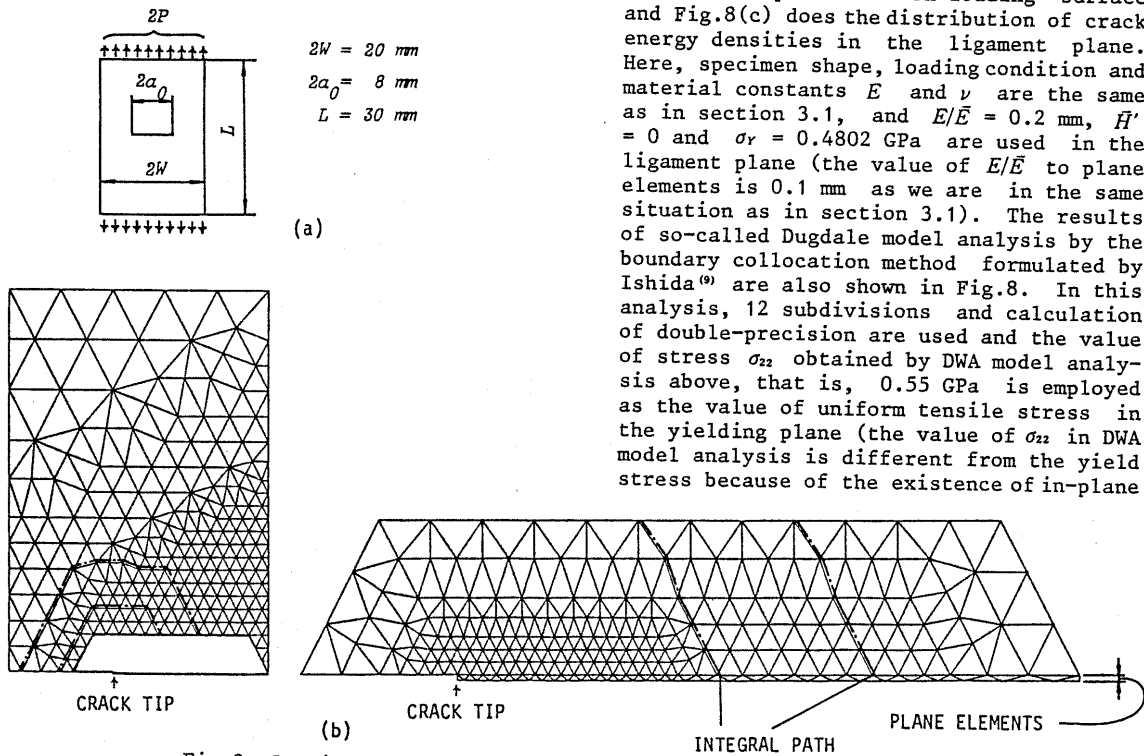 2P
2a₀
L
2W
(a)
2W = 20 mm
2a₀= 8 mm
L = 30 mm
and Fig.8(c) does the distribution of crack
energy densities in the ligament plane.
Here, specimen shape, loading condition and
material constants E and ν are the same
as in section 3.1, and E/Ē = 0.2 mm, H̄'
= 0 and σY = 0.4802 GPa are used in the
ligament plane (the value of E/Ē to plane
elements is 0.1 mm as we are in the same
situation as in section 3.1). The results
of so-called Dugdale model analysis by the
boundary collocation method formulated by
Ishida⁽⁹⁾ are also shown in Fig.8. In this
analysis, 12 subdivisions and calculation
of double-precision are used and the value
of stress σ₂₂ obtained by DWA model analy-
sis above, that is, 0.55 GPa is employed
as the value of uniform tensile stress in
the yielding plane (the value of σ₂₂ in DWA
model analysis is different from the yield
stress because of the existence of in-plane
CRACK TIP
(b)
CRACK TIP
INTEGRAL PATH
PLANE ELEMENTS